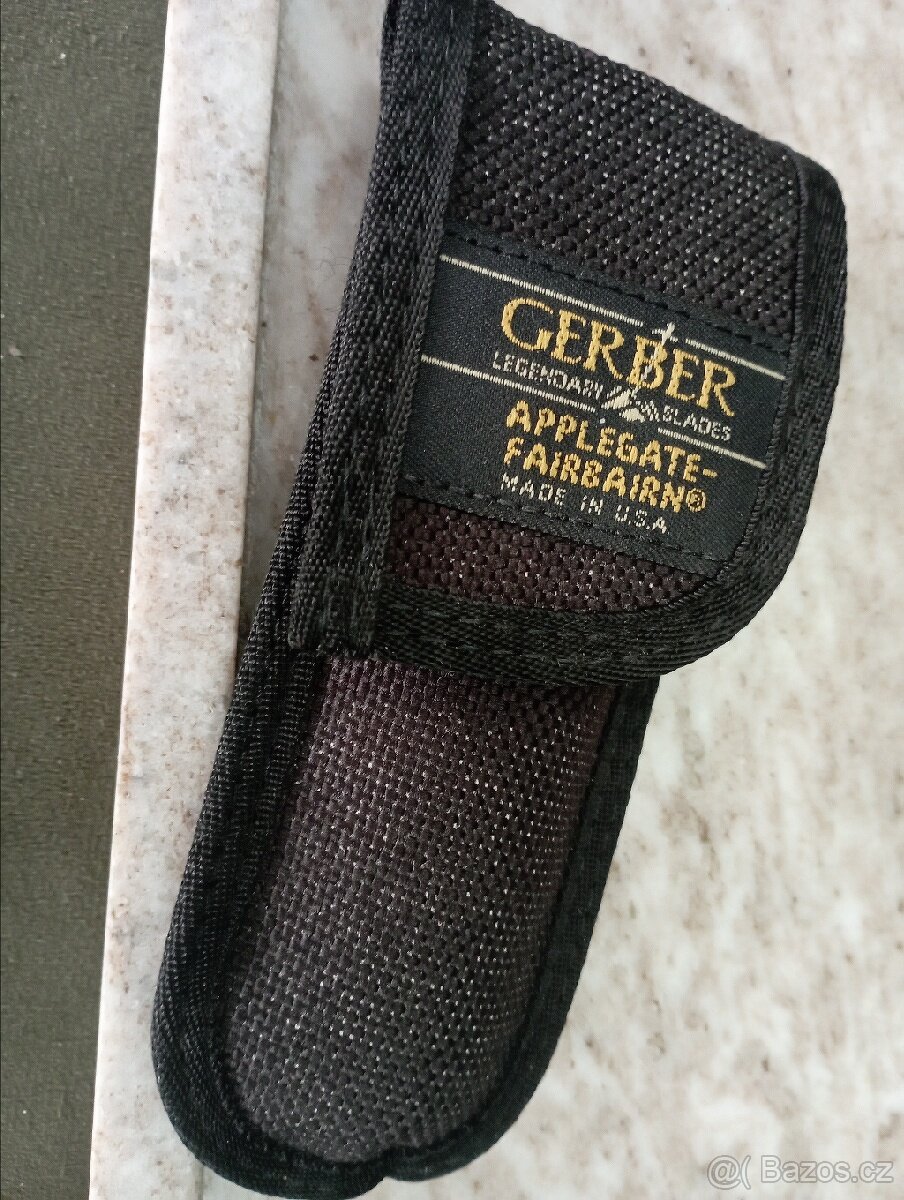 GERBER
LEGENDARY BLADES
APPLEGATE-
FAIRBAIRN®
MADE IN U.S.A
@( Bazos.cz